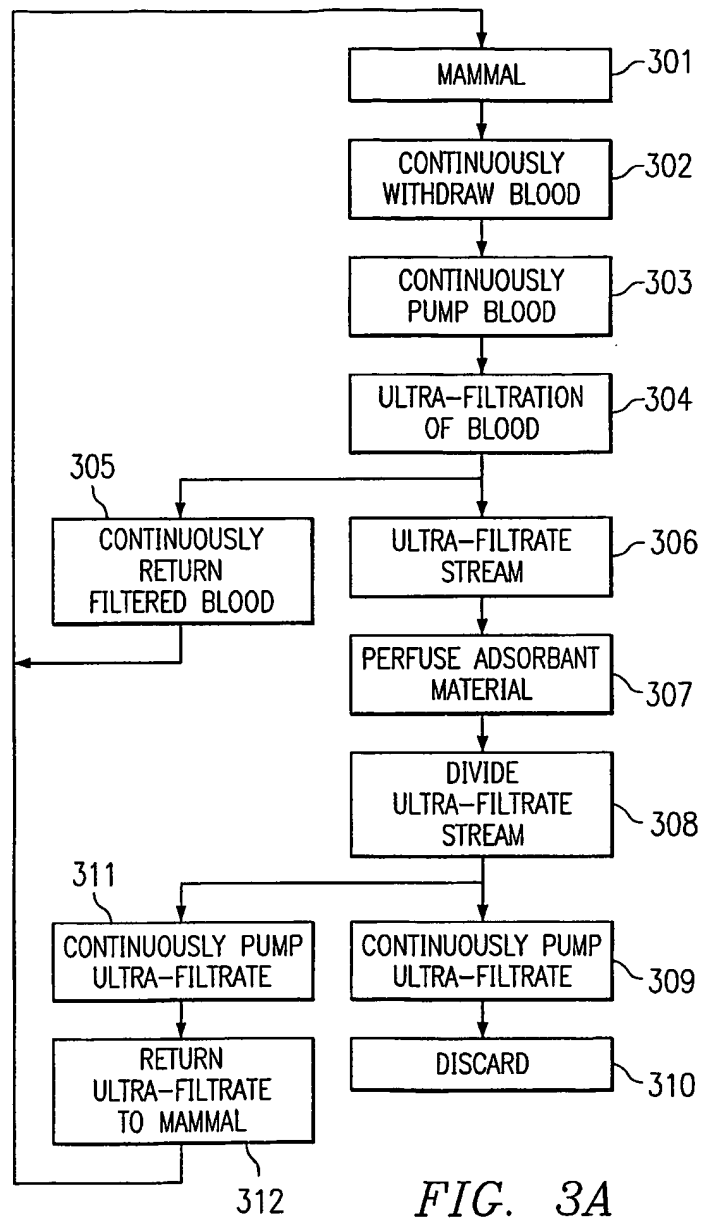 MAMMAL
301
CONTINUOUSLY
WITHDRAW BLOOD
302
CONTINUOUSLY
PUMP BLOOD
303
ULTRA-FILTRATION
OF BLOOD
304
305
CONTINUOUSLY
RETURN
FILTERED BLOOD
ULTRA-FILTRATE
STREAM
306
PERFUSE ADSORBANT
MATERIAL
307
DIVIDE
ULTRA-FILTRATE
STREAM
308
311
CONTINUOUSLY PUMP
ULTRA-FILTRATE
CONTINUOUSLY PUMP
ULTRA-FILTRATE
309
RETURN
ULTRA-FILTRATE
TO MAMMAL
312
DISCARD
310
FIG. 3A